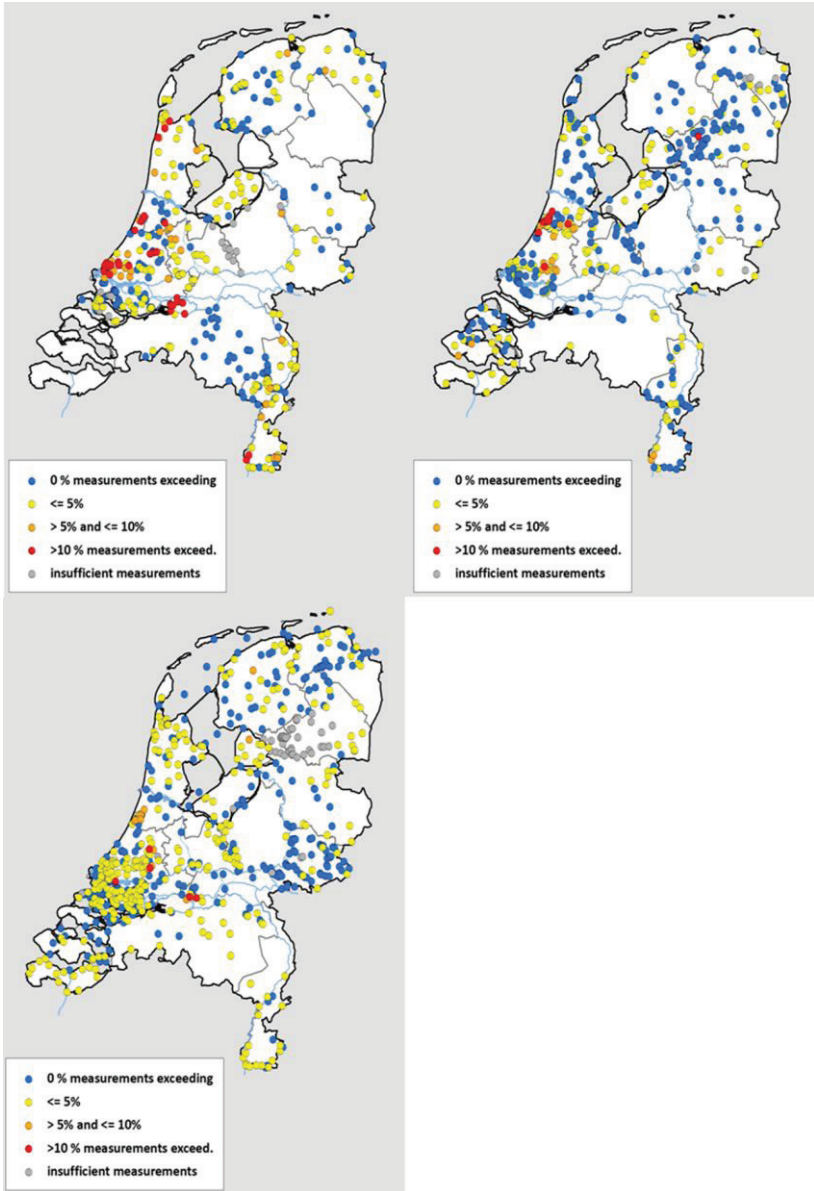 0 % measurements exceeding
<= 5%
> 5% and <= 10%
>10 % measurements exceed.
insufficient measurements
0 % measurements exceeding
<= 5%
> 5% and <= 10%
>10 % measurements exceed.
insufficient measurements
0 % measurements exceeding
<= 5%
> 5% and <= 10%
>10 % measurements exceed.
insufficient measurements